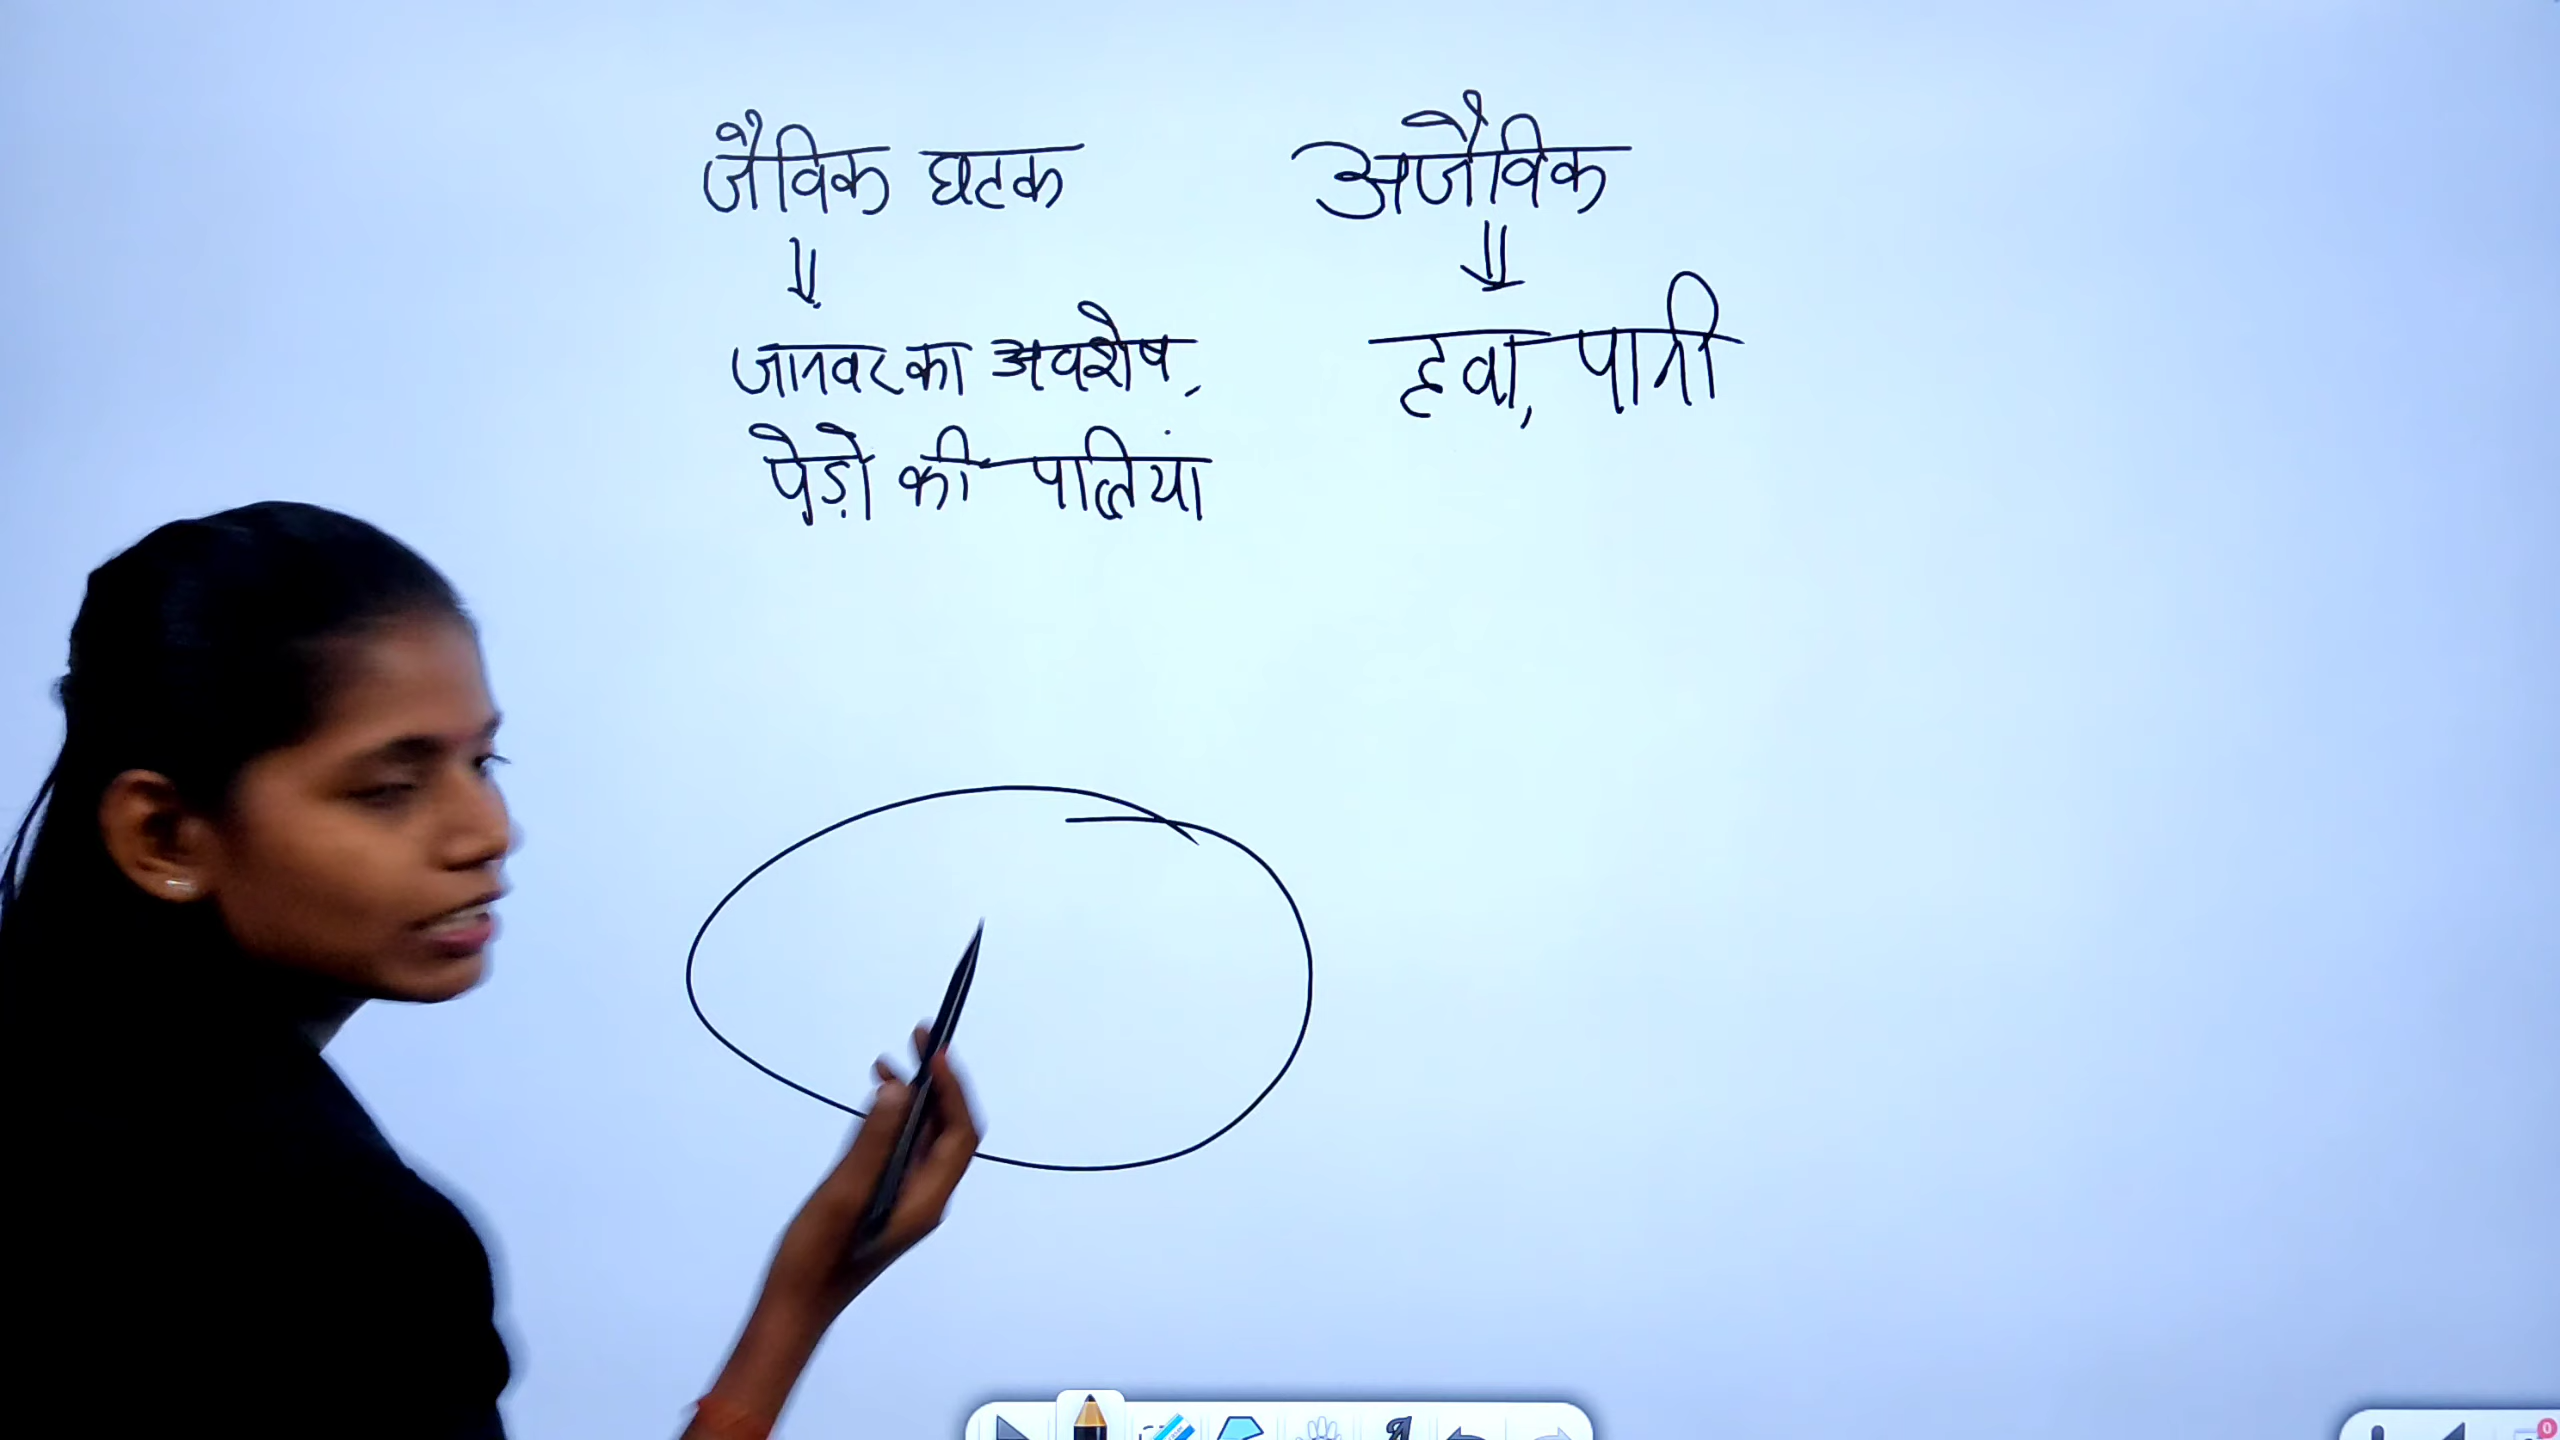 जैविक घटक अजैविक
जानवर का अवशेष, हवा, पानी
पेड़ो की पत्तियां